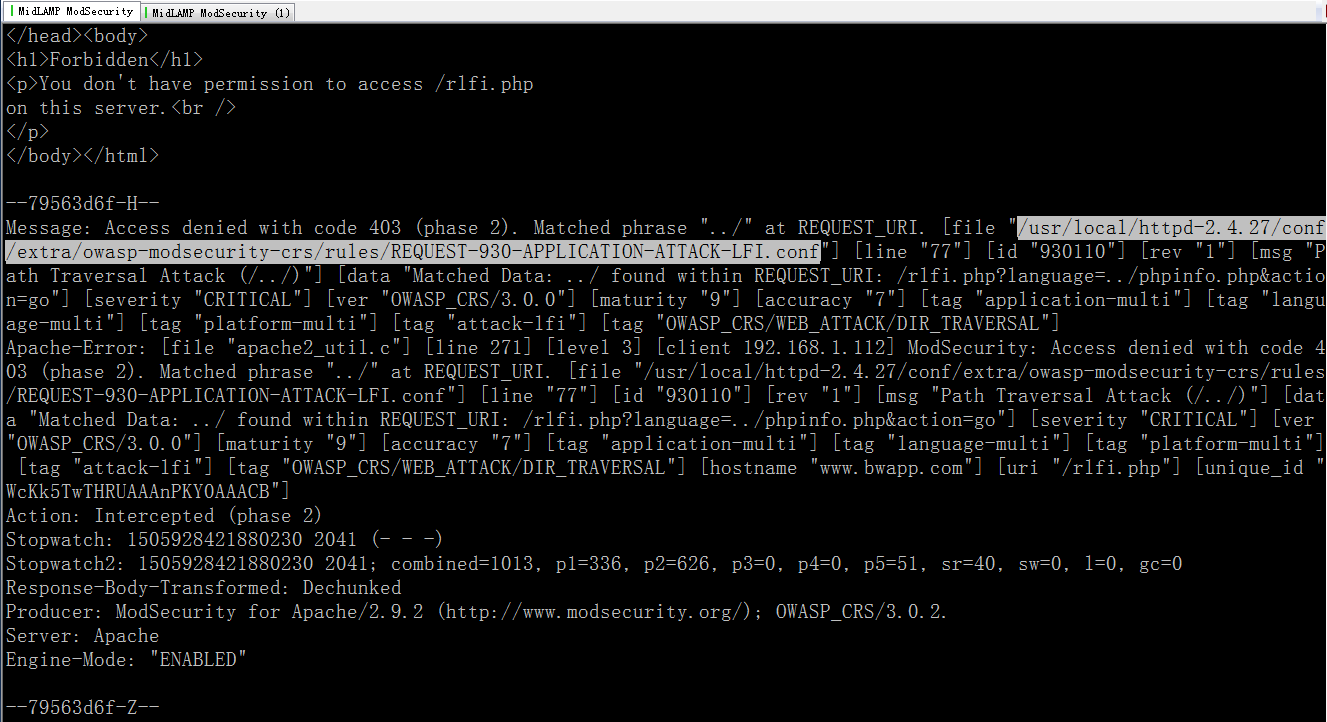 MidLAMP ModSecurity
MidLAMP ModSecurity (1)
</head><body>
<h1>Forbidden</h1>
<p>You don't have permission to access /rlfi.php
on this server.<br />
</p>
</body></html>
--79563d6f-H--
Message: Access denied with code 403 (phase 2). Matched phrase "../" at REQUEST_URI. [file "/usr/local/httpd-2.4.27/conf
/extra/owasp-modsecurity-crs/rules/REQUEST-930-APPLICATION-ATTACK-LFI.conf"] [line "77"] [id "930110"] [rev "1"] [msg "P
ath Traversal Attack (/../)"] [data "Matched Data: ../ found within REQUEST_URI: /rlfi.php?language=../phpinfo.php&actio
n=go"] [severity "CRITICAL"] [ver "OWASP_CRS/3.0.0"] [maturity "9"] [accuracy "7"] [tag "application-multi"] [tag "langu
age-multi"] [tag "platform-multi"] [tag "attack-lfi"] [tag "OWASP_CRS/WEB_ATTACK/DIR_TRAVERSAL"]
Apache-Error: [file "apache2_util.c"] [line 271] [level 3] [client 192.168.1.112] ModSecurity: Access denied with code 4
03 (phase 2). Matched phrase "../" at REQUEST_URI. [file "/usr/local/httpd-2.4.27/conf/extra/owasp-modsecurity-crs/rules
/REQUEST-930-APPLICATION-ATTACK-LFI.conf"] [line "77"] [id "930110"] [rev "1"] [msg "Path Traversal Attack (/../)"] [dat
a "Matched Data: ../ found within REQUEST_URI: /rlfi.php?language=../phpinfo.php&action=go"] [severity "CRITICAL"] [ver
"OWASP_CRS/3.0.0"] [maturity "9"] [accuracy "7"] [tag "application-multi"] [tag "language-multi"] [tag "platform-multi"]
[tag "attack-lfi"] [tag "OWASP_CRS/WEB_ATTACK/DIR_TRAVERSAL"] [hostname "www.bwapp.com"] [uri "/rlfi.php"] [unique_id "
WcKk5TwTHRUAAAnPKYOAAACB"]
Action: Intercepted (phase 2)
Stopwatch: 1505928421880230 2041 (- - -)
Stopwatch2: 1505928421880230 2041; combined=1013, p1=336, p2=626, p3=0, p4=0, p5=51, sr=40, sw=0, l=0, gc=0
Response-Body-Transformed: Dechunked
Producer: ModSecurity for Apache/2.9.2 (http://www.modsecurity.org/); OWASP_CRS/3.0.2.
Server: Apache
Engine-Mode: "ENABLED"
--79563d6f-Z--